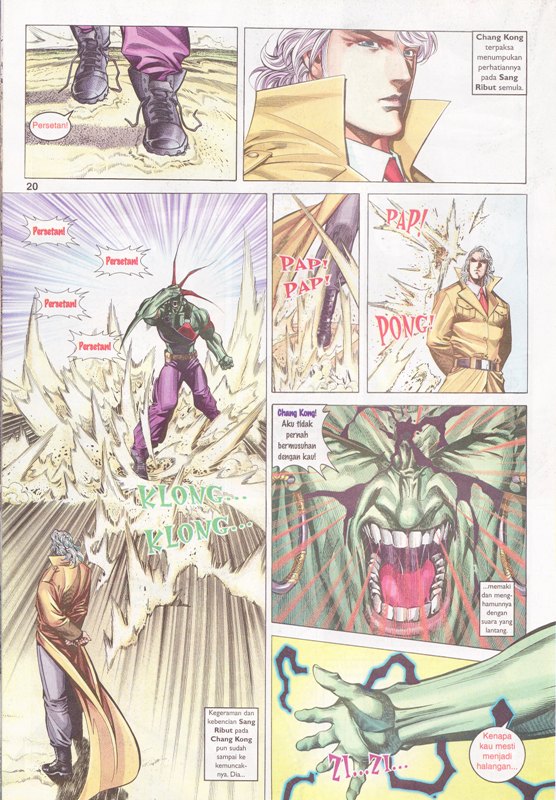 Persetan!
Chang Kong
terpaksa
menumpukan
perhatiannya
pada Sang
Ribut semula.
20
Persetan!
Persetan!
Persetan!
Persetan!
KLONG...
KLONG...
PAP!
PAP!
PAP!
PONG!
Chang Kong!
Aku tidak
pernah
bermusuhan
dengan kau!
...memaki
dan meng-
hamunnya
dengan
suara yang
lantang.
Kegeraman dan
kebencian Sang
Ribut pada
Chang Kong
pun sudah
sampai ke
kemuncak-
nya. Dia...
ZI...ZI...
Kenapa
kau mesti
menjadi
halangan...